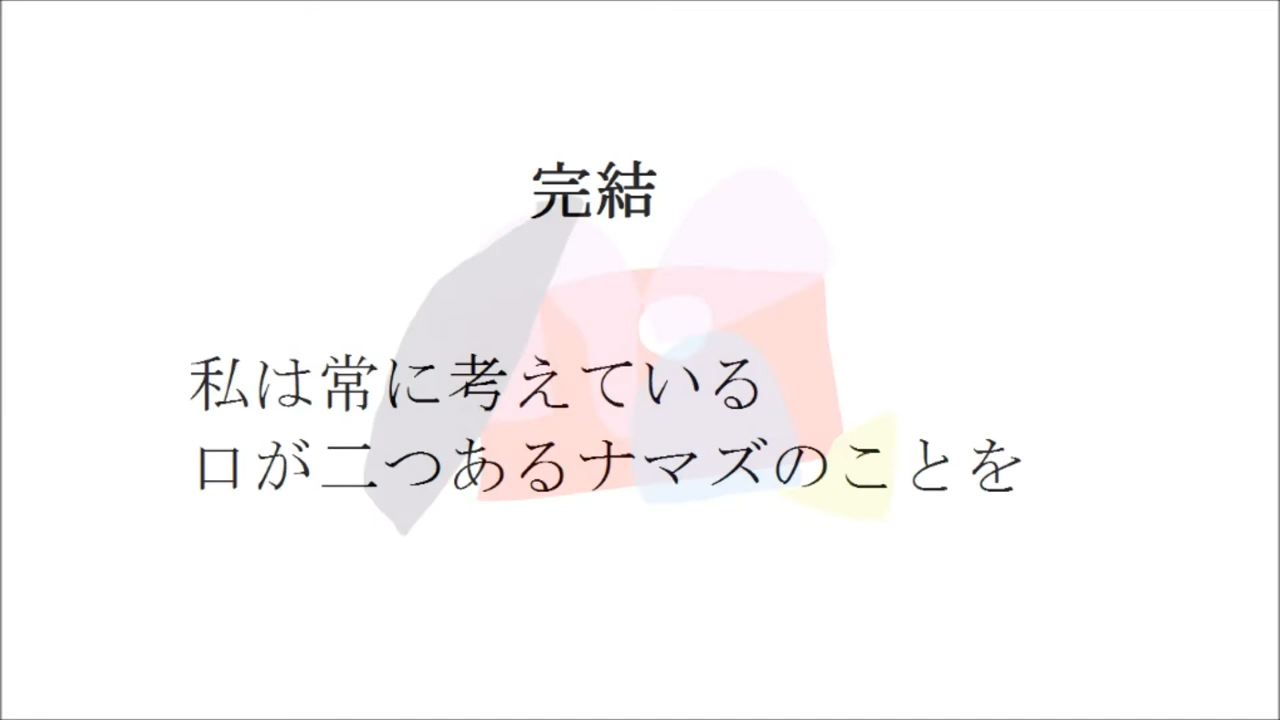 完結
私は常に考えている
口が二つあるナマズのことを